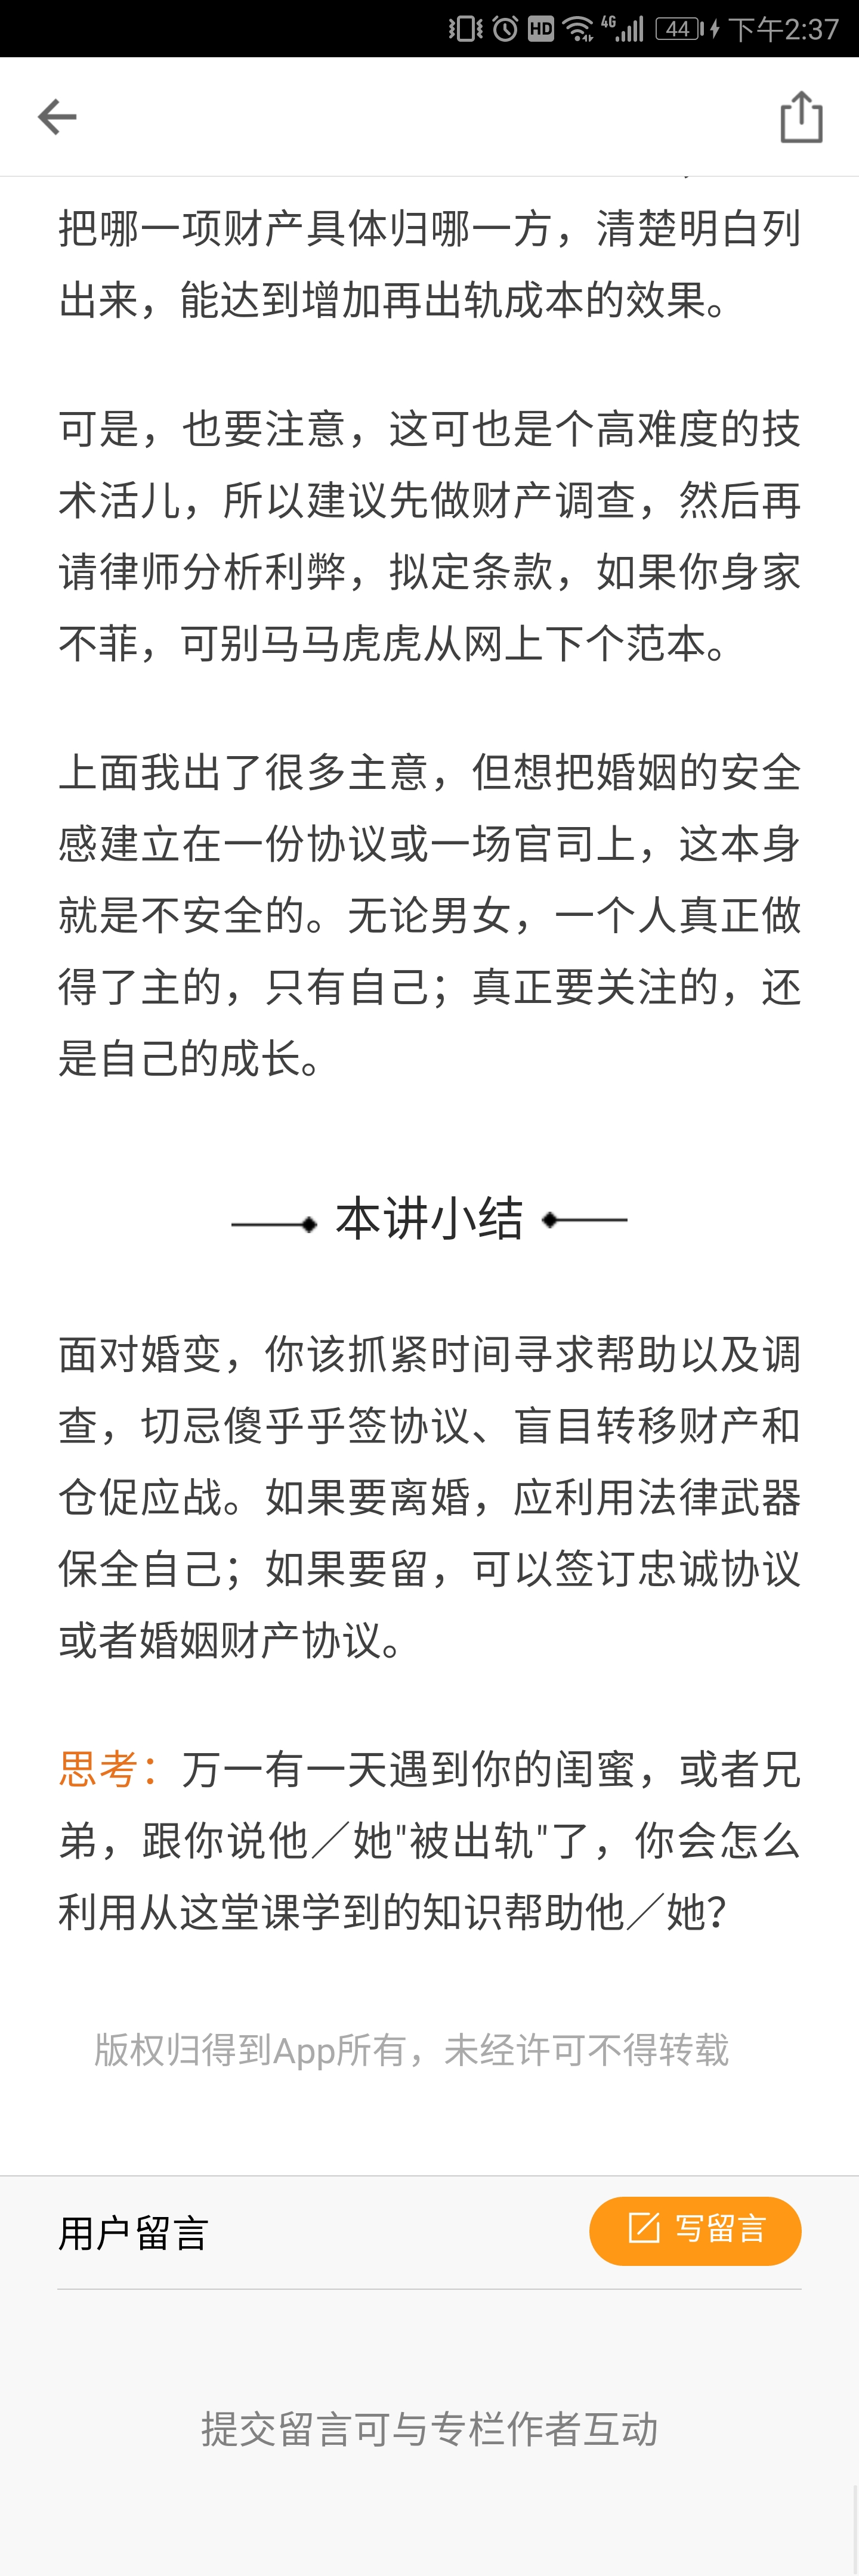 HD 4G 44 下午2:37
把哪一项财产具体归哪一方，清楚明白列
出来，能达到增加再出轨成本的效果。
可是，也要注意，这可也是个高难度的技
术活儿，所以建议先做财产调查，然后再
请律师分析利弊，拟定条款，如果你身家
不菲，可别马马虎虎从网上下个范本。
上面我出了很多主意，但想把婚姻的安全
感建立在一份协议或一场官司上，这本身
就是不安全的。无论男女，一个人真正做
得了主的，只有自己；真正要关注的，还
是自己的成长。
本讲小结
面对婚变，你该抓紧时间寻求帮助以及调
查，切忌傻乎乎签协议、盲目转移财产和
仓促应战。如果要离婚，应利用法律武器
保全自己；如果要留，可以签订忠诚协议
或者婚姻财产协议。
思考：万一有一天遇到你的闺蜜，或者兄
弟，跟你说他／她"被出轨"了，你会怎么
利用从这堂课学到的知识帮助他／她？
版权归得到App所有，未经许可不得转载
用户留言
写留言
提交留言可与专栏作者互动